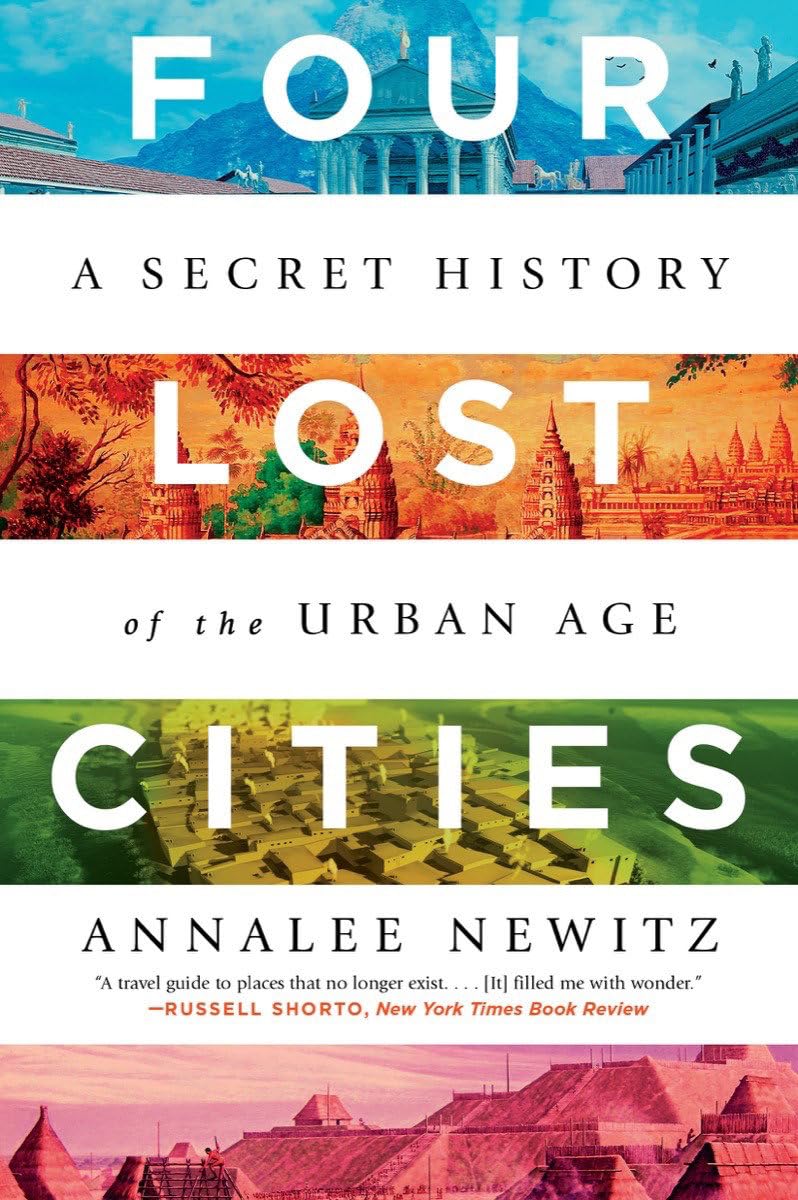 FOUR
A SECRET HISTORY
LOST
of the URBAN AGE
CITIES
ANNALEE NEWITZ
“A travel guide to places that no longer exist. . . . [It] filled me with wonder.”
—RUSSELL SHORTO, New York Times Book Review